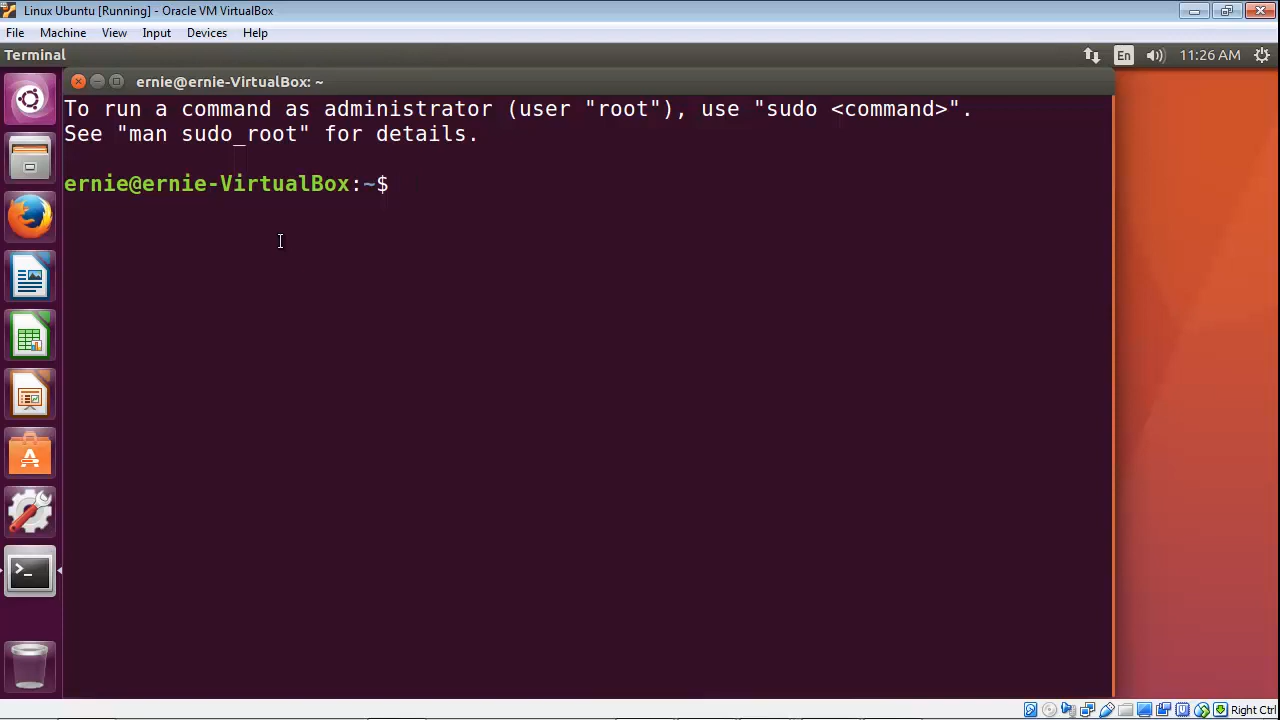 Linux Ubuntu [Running] - Oracle VM VirtualBox
File Machine View Input Devices Help
Terminal En 11:26 AM
ernie@ernie-VirtualBox: ~
To run a command as administrator (user "root"), use "sudo <command>".
See "man sudo_root" for details.
ernie@ernie-VirtualBox:~$
Right Ctrl